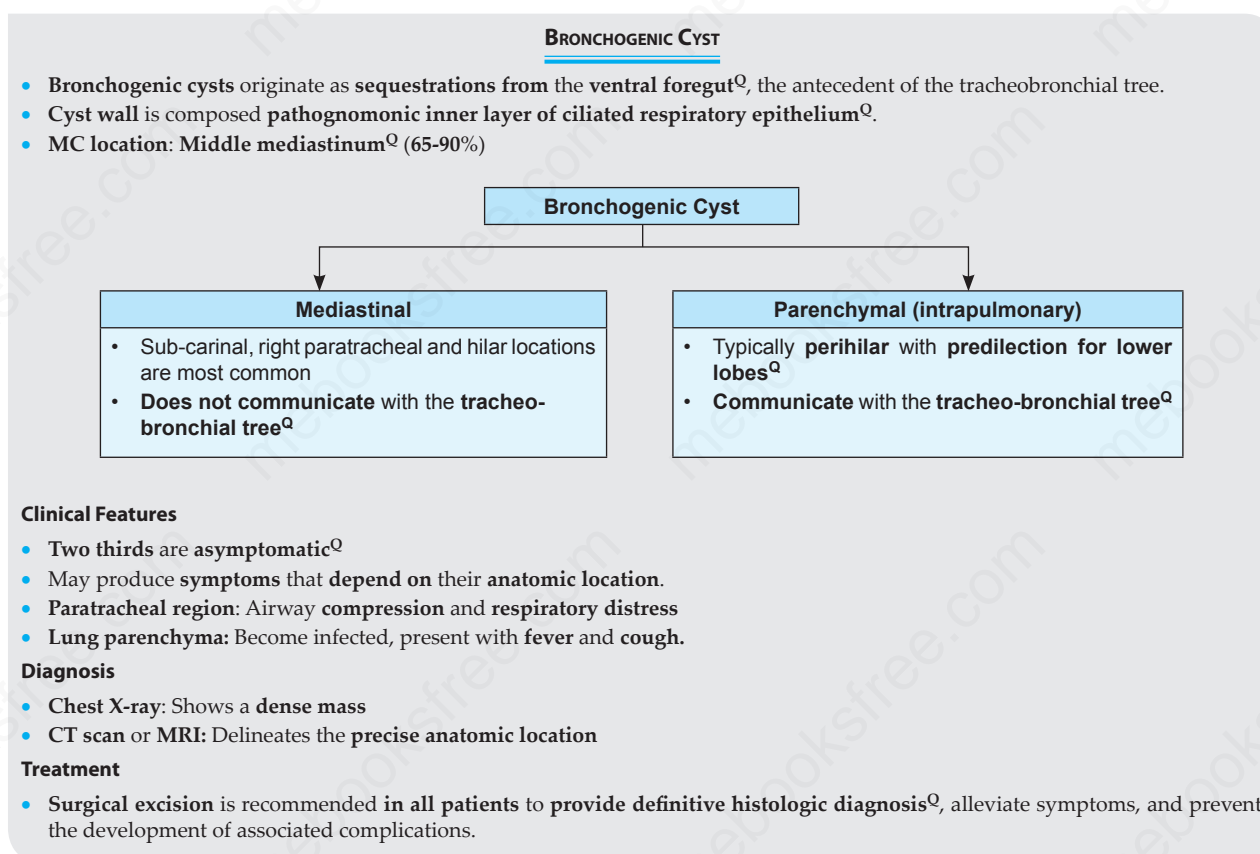 BRONCHOGENIC CYST
• Bronchogenic cysts originate as sequestrations from the ventral foregutQ, the antecedent of the tracheobronchial tree.
• Cyst wall is composed pathognomonic inner layer of ciliated respiratory epitheliumQ.
• MC location: Middle mediastinumQ (65-90%)
Bronchogenic Cyst
Mediastinal
• Sub-carinal, right paratracheal and hilar locations
are most common
• Does not communicate with the tracheo-
bronchial treeQ
Parenchymal (intrapulmonary)
• Typically perihilar with predilection for lower
lobesQ
• Communicate with the tracheo-bronchial treeQ
Clinical Features
• Two thirds are asymptomaticQ
• May produce symptoms that depend on their anatomic location.
• Paratracheal region: Airway compression and respiratory distress
• Lung parenchyma: Become infected, present with fever and cough.
Diagnosis
• Chest X-ray: Shows a dense mass
• CT scan or MRI: Delineates the precise anatomic location
Treatment
• Surgical excision is recommended in all patients to provide definitive histologic diagnosisQ, alleviate symptoms, and prevent
the development of associated complications.
mebooksfree.com